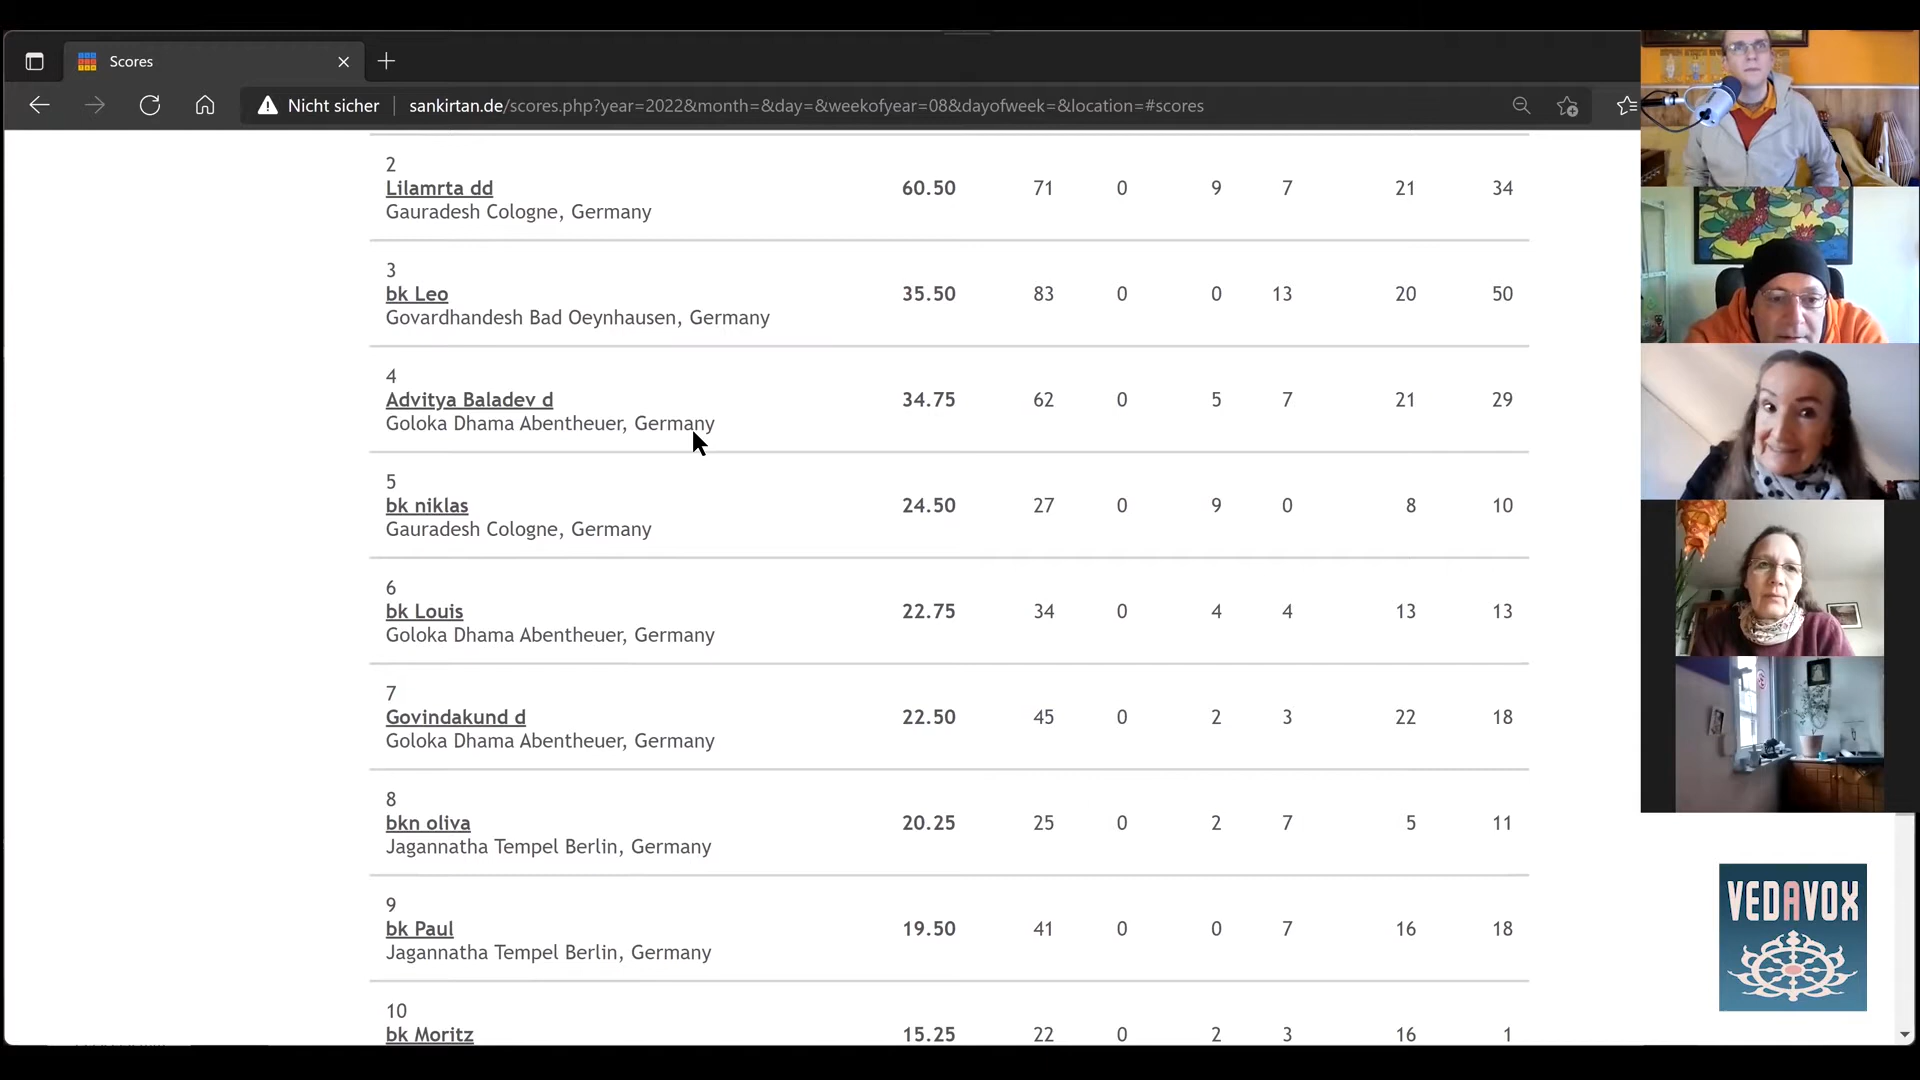 Scores
Nicht sicher
sankirtan.de/scores.php?year=2022&month=&day=&weekofyear=08&dayofweek=&location=#scores
2
Lilamrta dd 60.50 71 0 9 7 21 34
Gauradesh Cologne, Germany
3
bk Leo 35.50 83 0 0 13 20 50
Govardhandesh Bad Oeynhausen, Germany
4
Advitya Baladev d 34.75 62 0 5 7 21 29
Goloka Dhama Abentheuer, Germany
5
bk niklas 24.50 27 0 9 0 8 10
Gauradesh Cologne, Germany
6
bk Louis 22.75 34 0 4 4 13 13
Goloka Dhama Abentheuer, Germany
7
Govindakund d 22.50 45 0 2 3 22 18
Goloka Dhama Abentheuer, Germany
8
bkn oliva 20.25 25 0 2 7 5 11
Jagannatha Tempel Berlin, Germany
9
bk Paul 19.50 41 0 0 7 16 18
Jagannatha Tempel Berlin, Germany
10
bk Moritz 15.25 22 0 2 3 16 1
VEDAVOX